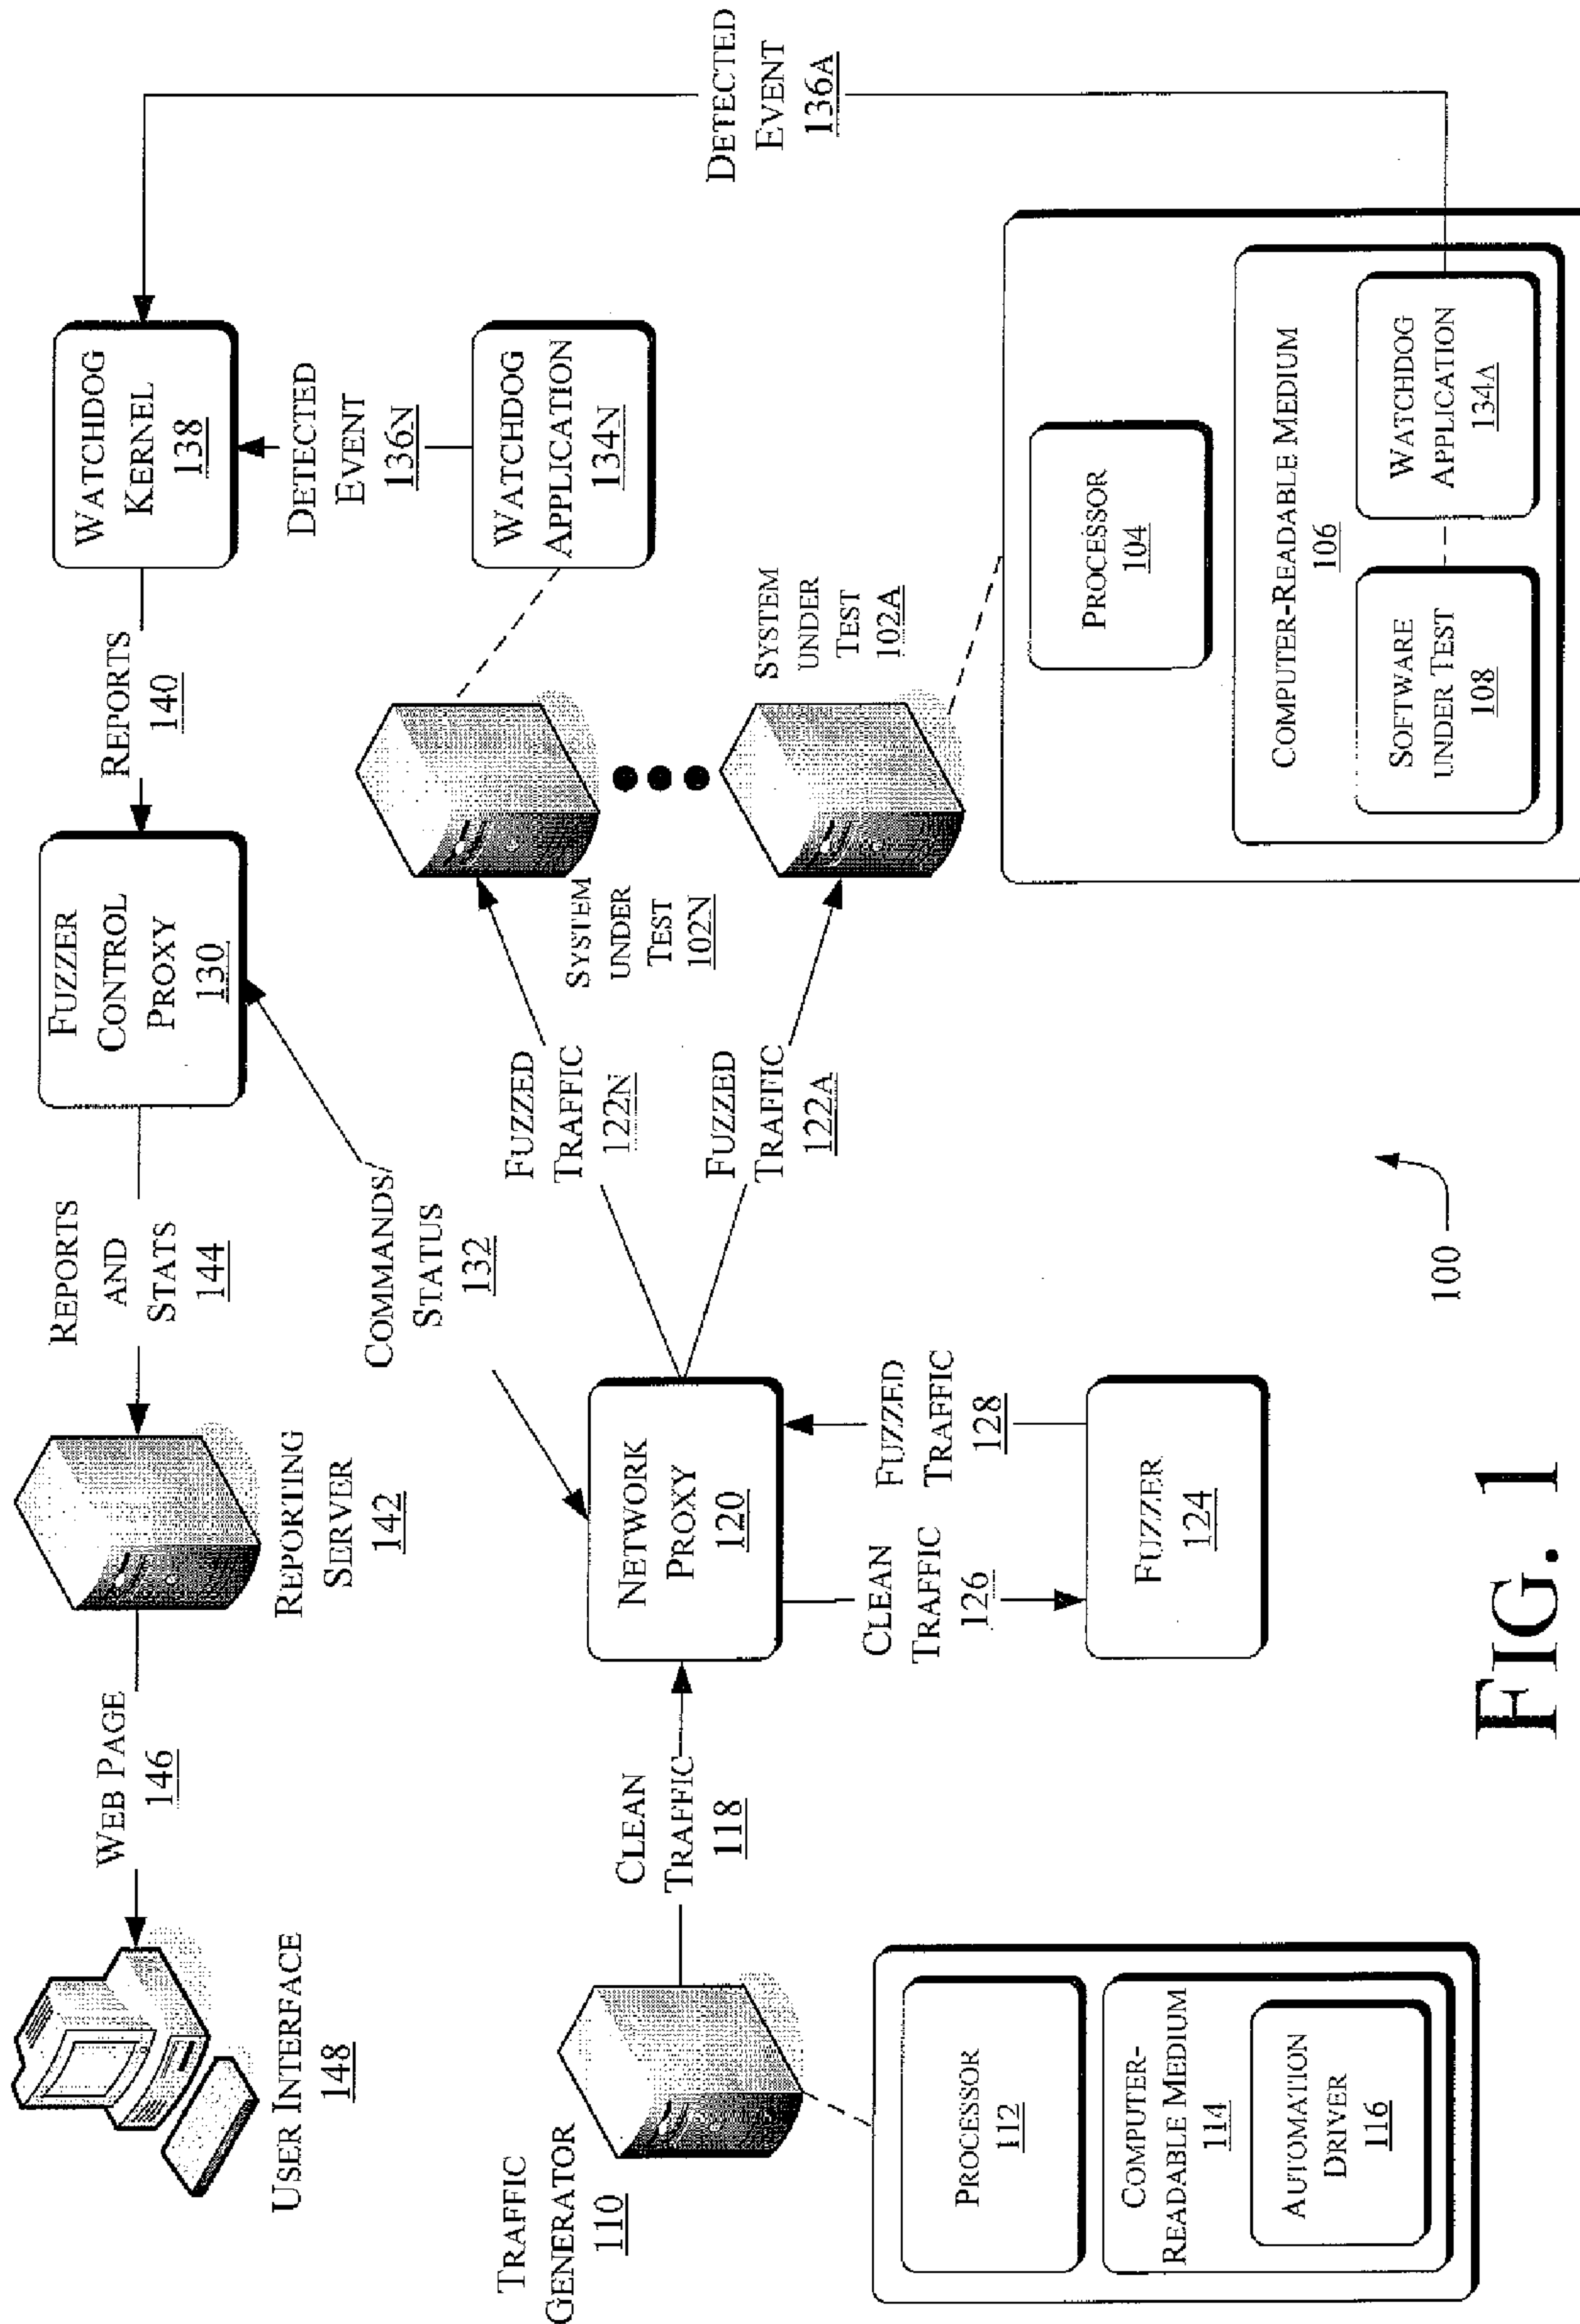 WEB PAGE
146
REPORTS
AND
STATS
144
REPORTS
140
USER INTERFACE
148
REPORTING
SERVER
142
FUZZER
CONTROL
PROXY
130
WATCHDOG
KERNEL
138
COMMANDS/
STATUS
132
DETECTED
EVENT
136N
WATCHDOG
APPLICATION
134N
TRAFFIC
GENERATOR
110
CLEAN
TRAFFIC
118
NETWORK
PROXY
120
FUZZED
TRAFFIC
122N
FUZZED
TRAFFIC
122A
SYSTEM
UNDER
TEST
102N
SYSTEM
UNDER
TEST
102A
DETECTED
EVENT
136A
CLEAN
TRAFFIC
126
FUZZED
TRAFFIC
128
FUZZER
124
PROCESSOR
112
COMPUTER-
READABLE MEDIUM
114
AUTOMATION
DRIVER
116
PROCESSOR
104
COMPUTER-READABLE MEDIUM
106
SOFTWARE
UNDER TEST
108
WATCHDOG
APPLICATION
134A
100
FIG. 1